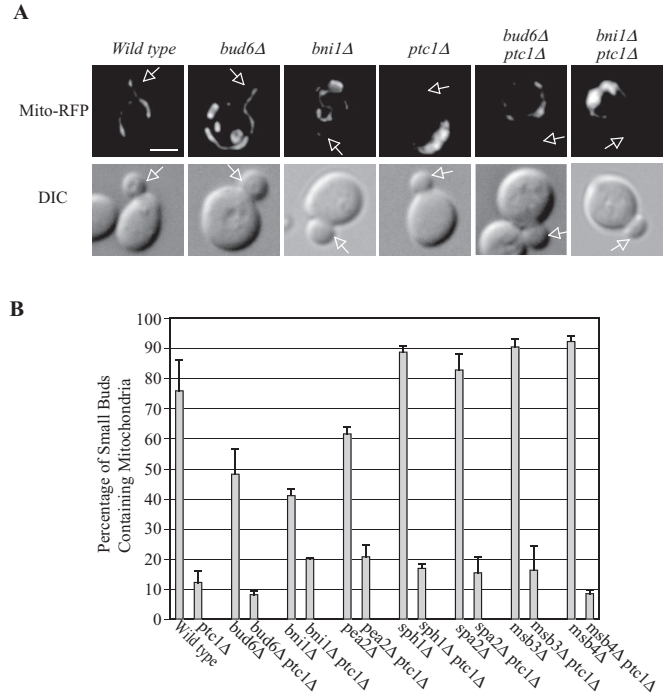 A
Wild type bud6Δ bni1Δ ptc1Δ bud6Δ ptc1Δ bni1Δ ptc1Δ
Mito-RFP
DIC
B
Percentage of Small Buds
Containing Mitochondria
100
90
80
70
60
50
40
30
20
10
0
Wild type
ptc1Δ
bud6Δ
bud6Δ ptc1Δ
bni1Δ
bni1Δ ptc1Δ
pea2Δ
pea2Δ ptc1Δ
sph1Δ
sph1Δ ptc1Δ
spa2Δ
spa2Δ ptc1Δ
msb3Δ
msb3Δ ptc1Δ
msb4Δ
msb4Δ ptc1Δ